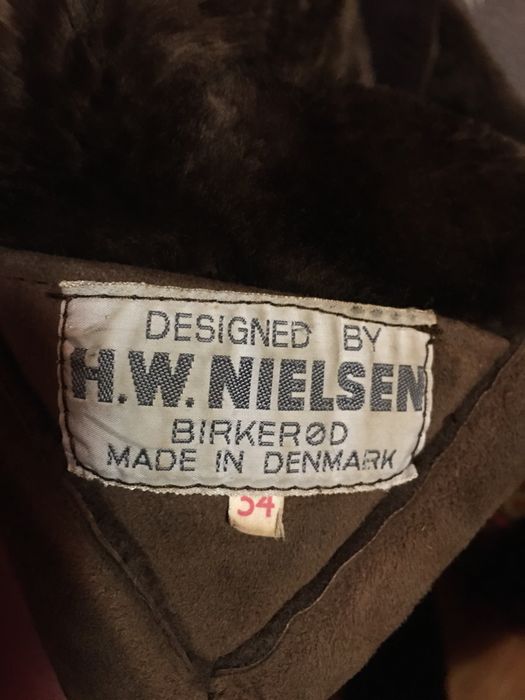 DESIGNED BY
H.W. NIELSEN
BIRKERØD
MADE IN DENMARK
54